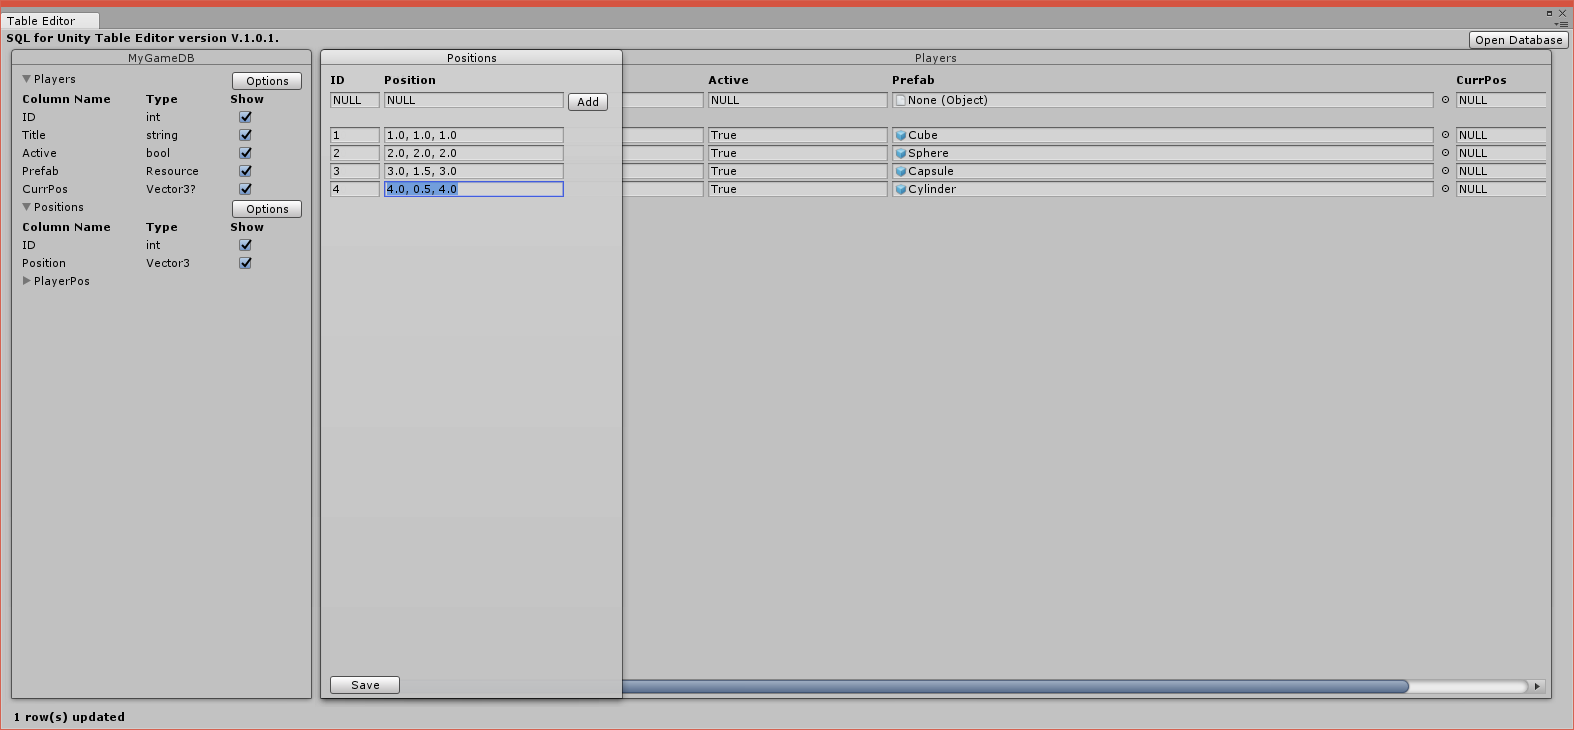 Table Editor
SQL for Unity Table Editor version V.1.0.1.
Open Database
MyGameDB
Players
Options
Column Name Type Show
ID int
Title string
Active bool
Prefab Resource
CurrPos Vector3?
Positions
Options
Column Name Type Show
ID int
Position Vector3
PlayerPos
Positions
ID Position
NULL NULL Add
1 1.0, 1.0, 1.0
2 2.0, 2.0, 2.0
3 3.0, 1.5, 3.0
4 4.0, 0.5, 4.0
Save
Players
Active Prefab CurrPos
NULL None (Object) NULL
True Cube NULL
True Sphere NULL
True Capsule NULL
True Cylinder NULL
1 row(s) updated